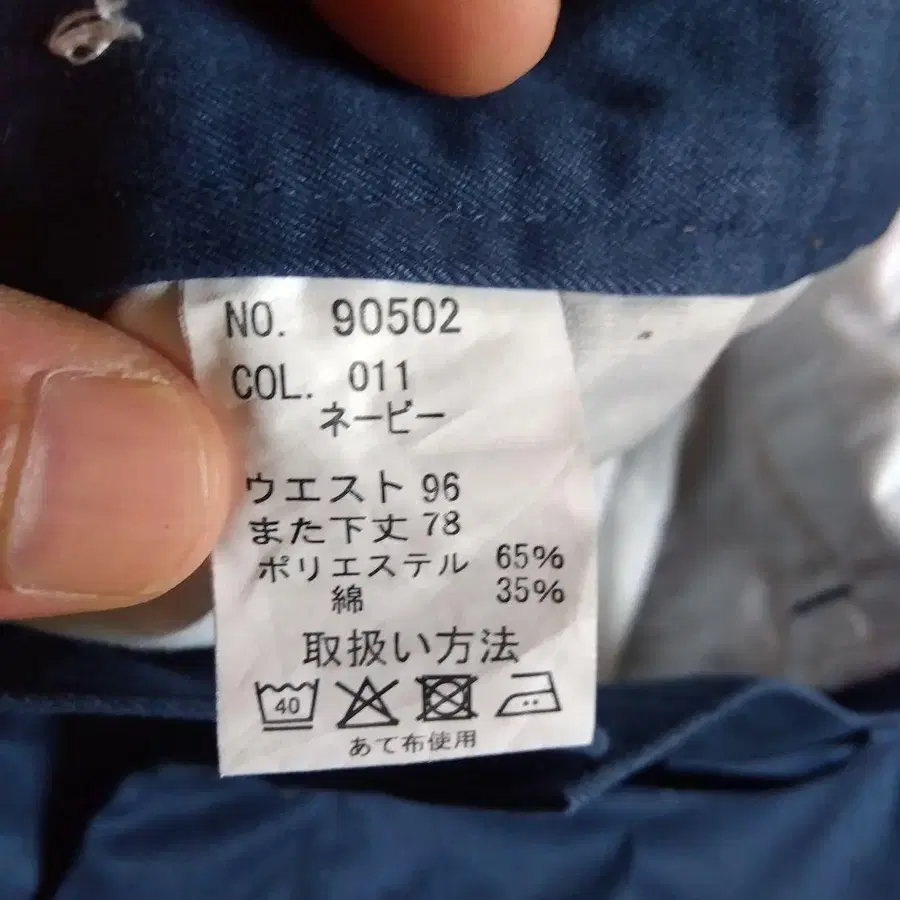 NO. 90502
COL. 011
ネービー
ウエスト 96
また下丈 78
ポリエステル 65%
綿 35%
取扱い方法
40
あて布使用